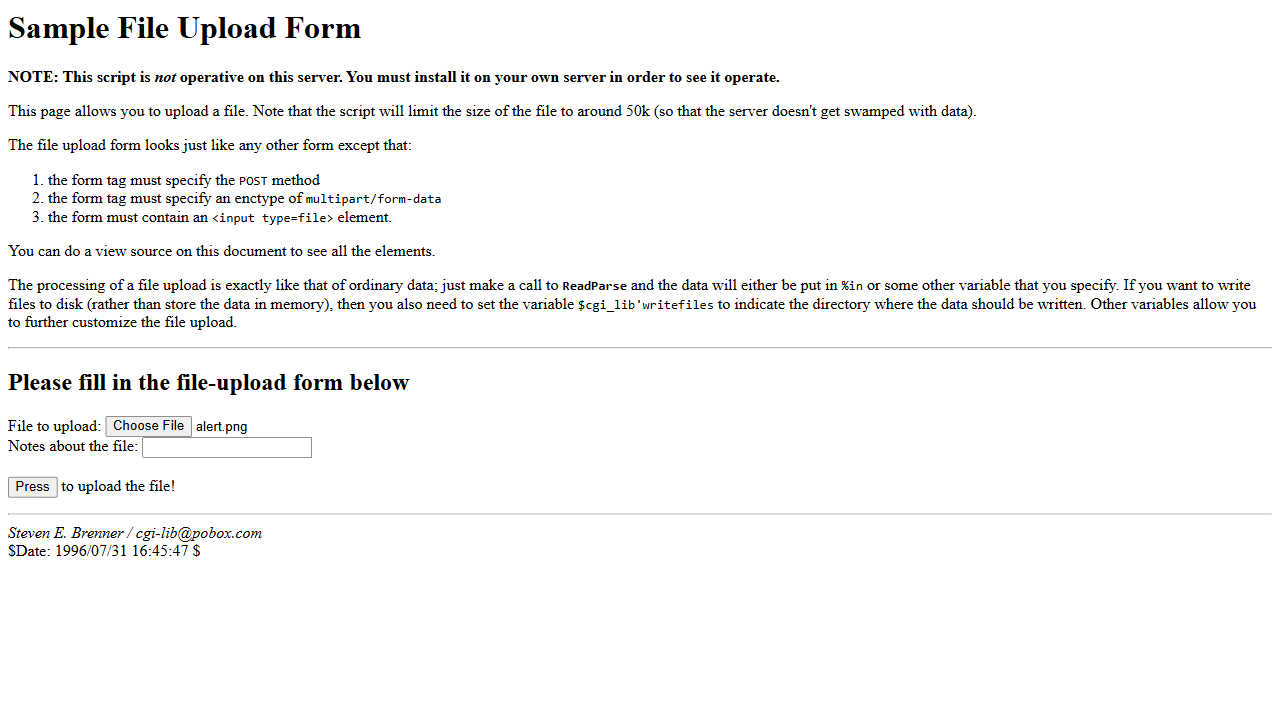 Sample File Upload Form
NOTE: This script is not operative on this server. You must install it on your own server in order to see it operate.
This page allows you to upload a file. Note that the script will limit the size of the file to around 50k (so that the server doesn't get swamped with data).
The file upload form looks just like any other form except that:
1. the form tag must specify the POST method
2. the form tag must specify an enctype of multipart/form-data
3. the form must contain an <input type=file> element.
You can do a view source on this document to see all the elements.
The processing of a file upload is exactly like that of ordinary data; just make a call to ReadParse and the data will either be put in %in or some other variable that you specify. If you want to write
files to disk (rather than store the data in memory), then you also need to set the variable $cgi_lib'writefiles to indicate the directory where the data should be written. Other variables allow you
to further customize the file upload.
Please fill in the file-upload form below
File to upload: Choose File alert.png
Notes about the file:
Press to upload the file!
Steven E. Brenner / cgi-lib@pobox.com
$Date: 1996/07/31 16:45:47 $